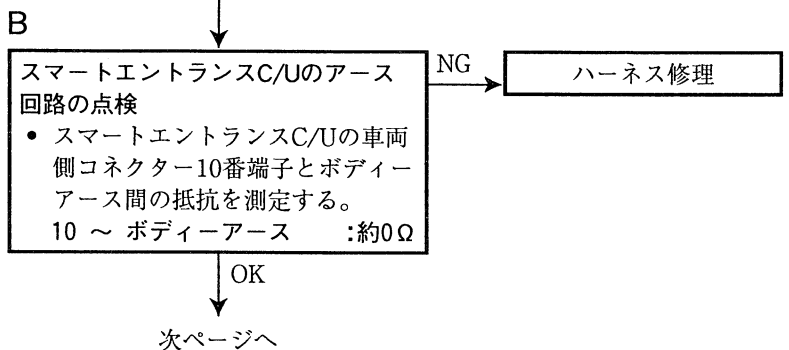 B
スマートエントランスC/Uのアース
回路の点検
● スマートエントランスC/Uの車両
側コネクター10番端子とボディー
アース間の抵抗を測定する。
10 ～ ボディーアース :約0Ω
NG
ハーネス修理
OK
次ページへ